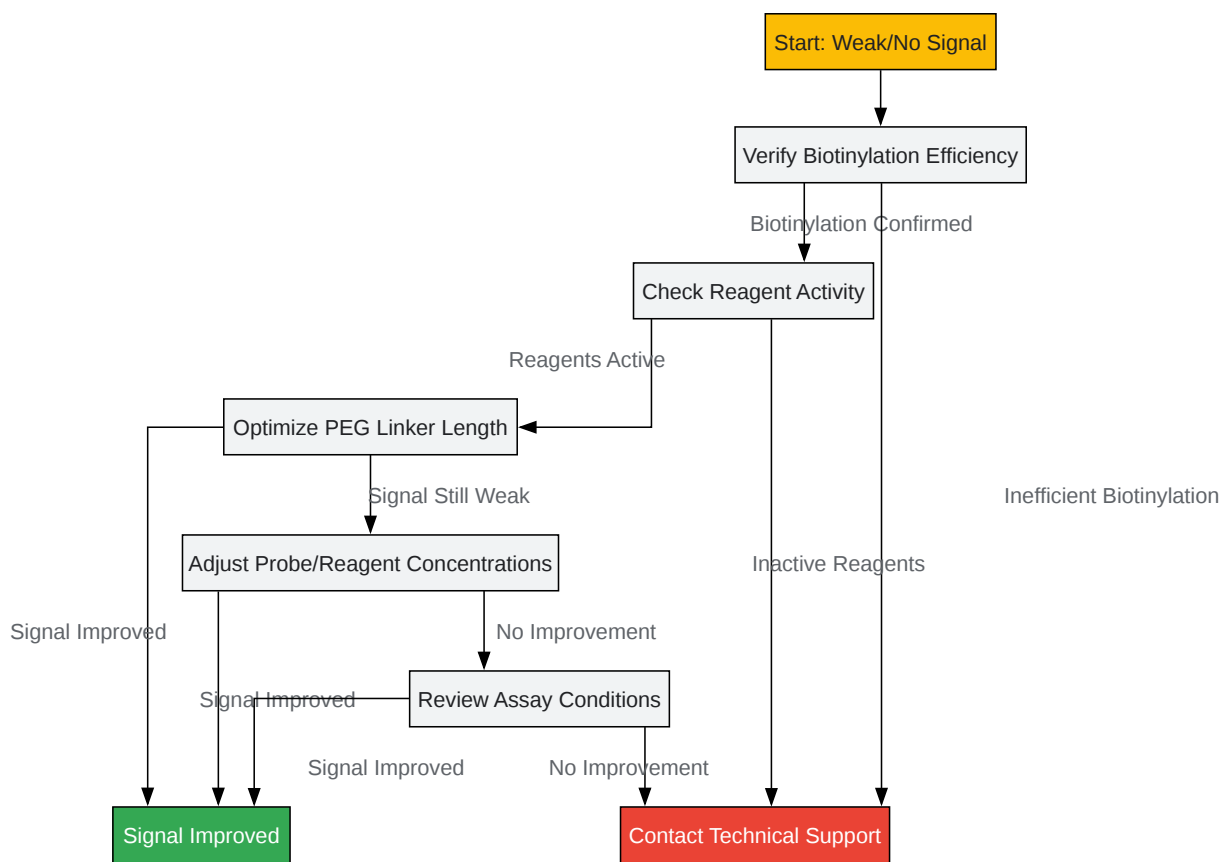 Start: Weak/No Signal
Verify Biotinylation Efficiency
Biotinylation Confirmed
Check Reagent Activity
Reagents Active
Optimize PEG Linker Length
Signal Still Weak
Inefficient Biotinylation
Adjust Probe/Reagent Concentrations
Inactive Reagents
Signal Improved
No Improvement
Signal Improved
Review Assay Conditions
Signal Improved
No Improvement
Signal Improved
Contact Technical Support